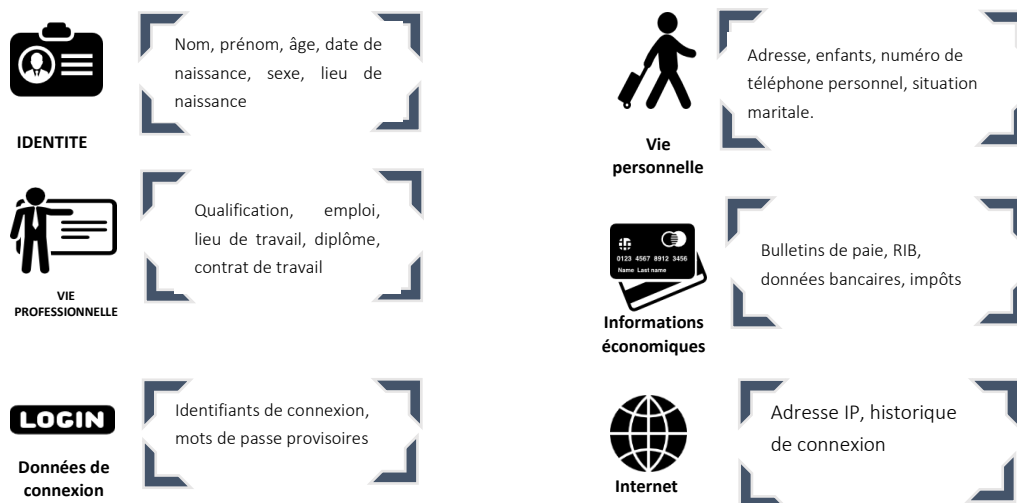 Nom, prénom, âge, date de
naissance, sexe, lieu de
naissance
IDENTITE
Adresse, enfants, numéro de
téléphone personnel, situation
maritale.
Vie
personnelle
Qualification, emploi,
lieu de travail, diplôme,
contrat de travail
VIE
PROFESSIONNELLE
0123 4567 8912 3456
Name Last name
Bulletins de paie, RIB,
données bancaires, impôts
Informations
économiques
LOGIN
Identifiants de connexion,
mots de passe provisoires
Données de
connexion
Adresse IP, historique
de connexion
Internet